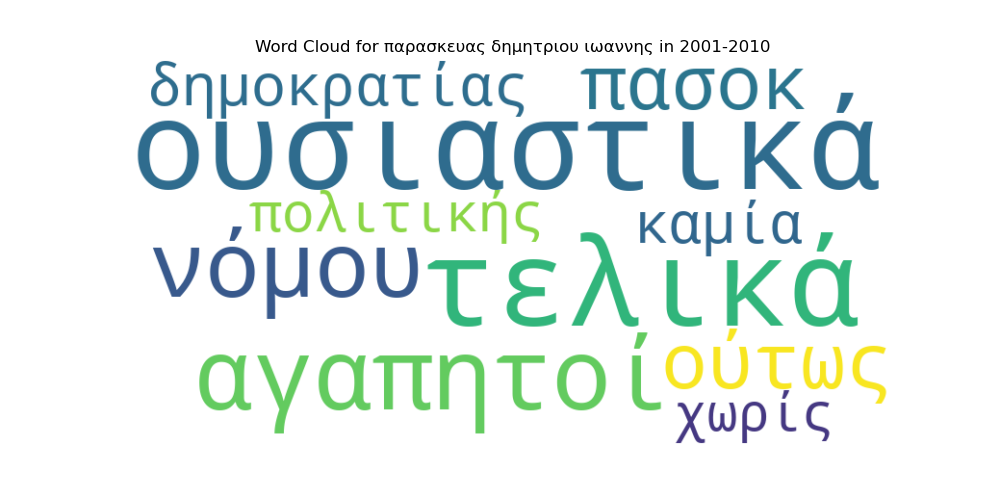 Word Cloud for παρασκευας δημητριου ιωαννης in 2001-2010
δημοκρατίας πασοκ
ουσιαστικά
πολιτικής καμία
νόμου τελικά
αγαπητοί ούτως
χωρίς